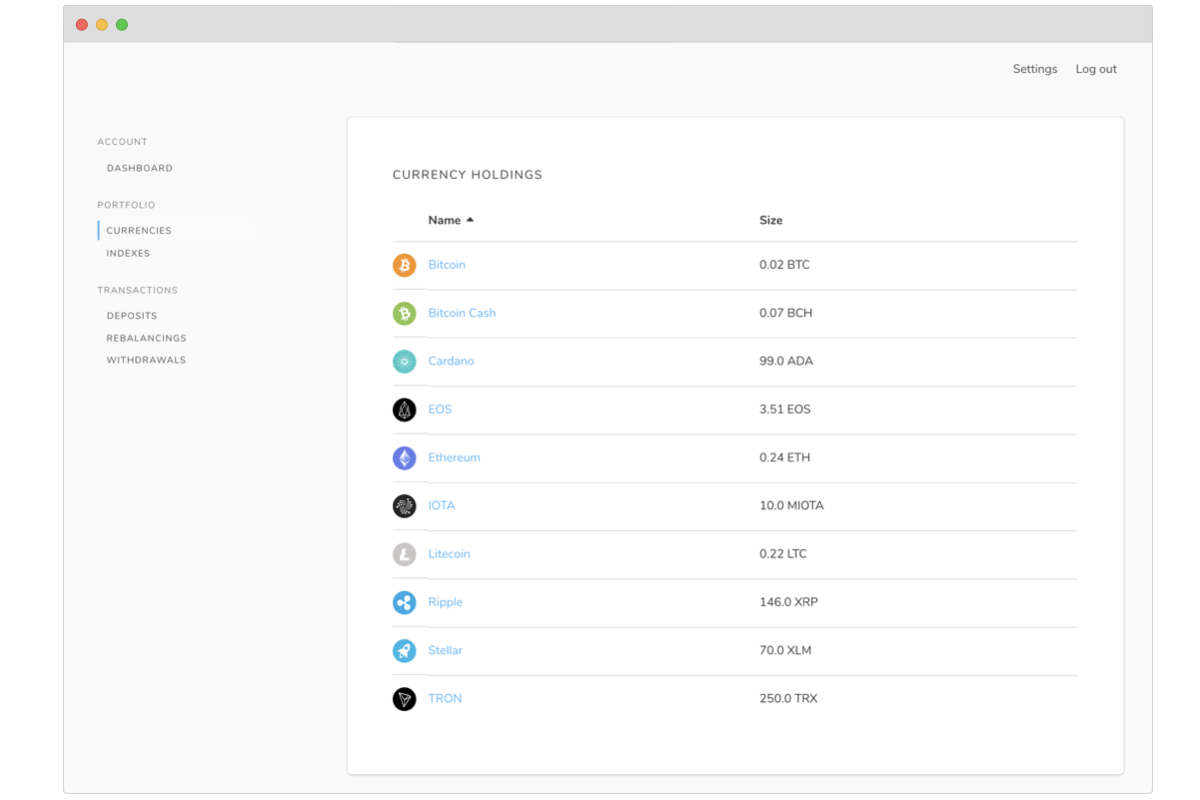 Settings Log out
ACCOUNT
DASHBOARD
PORTFOLIO
CURRENCIES
INDEXES
TRANSACTIONS
DEPOSITS
REBALANCINGS
WITHDRAWALS
CURRENCY HOLDINGS
Name Size
Bitcoin 0.02 BTC
Bitcoin Cash 0.07 BCH
Cardano 99.0 ADA
EOS 3.51 EOS
Ethereum 0.24 ETH
IOTA 10.0 MIOTA
Litecoin 0.22 LTC
Ripple 146.0 XRP
Stellar 70.0 XLM
TRON 250.0 TRX